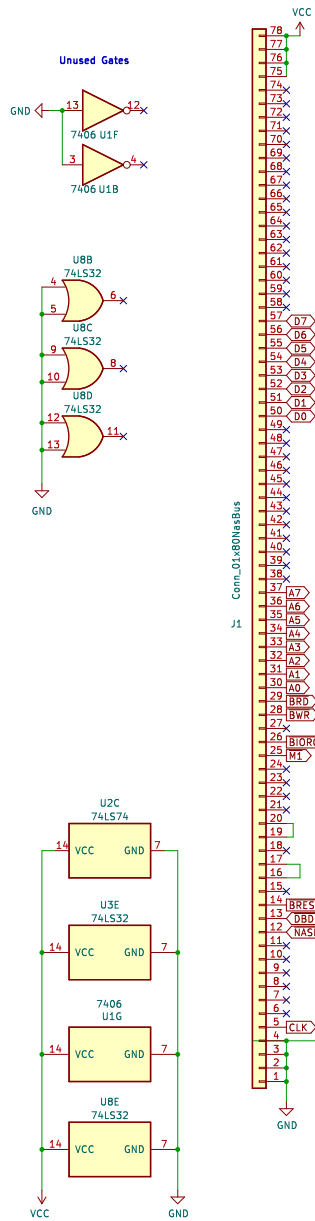 VCC
78
77
76
75
74
73
72
71
70
69
68
67
66
65
64
63
62
61
60
59
58
57 D7
56 D6
55 D5
54 D4
53 D3
52 D2
51 D1
50 D0
49
48
47
46
45
44
43
42
41
40
39
38
37 A7
36 A6
35 A5
34 A4
33 A3
32 A2
31 A1
30 A0
29 BRD
28 BWR
27
26 BIORQ
25 M1
24
23
22
21
20
19
18
17
16
15
14 BRES
13 DBD
12 NAS
11
10
9
8
7
6
5 CLK
4
3
2
1
GND
Conn_01x80NasBus
J1
Unused Gates
GND 13 12
7406 U1F
3 4
7406 U1B
U8B
74LS32
4
5
6
U8C
74LS32
9
10
8
U8D
74LS32
12
13
11
GND
U2C
74LS74
14 VCC GND 7
U3E
74LS32
14 VCC GND 7
7406
U1G
14 VCC GND 7
U8E
74LS32
14 VCC GND 7
VCC
GND